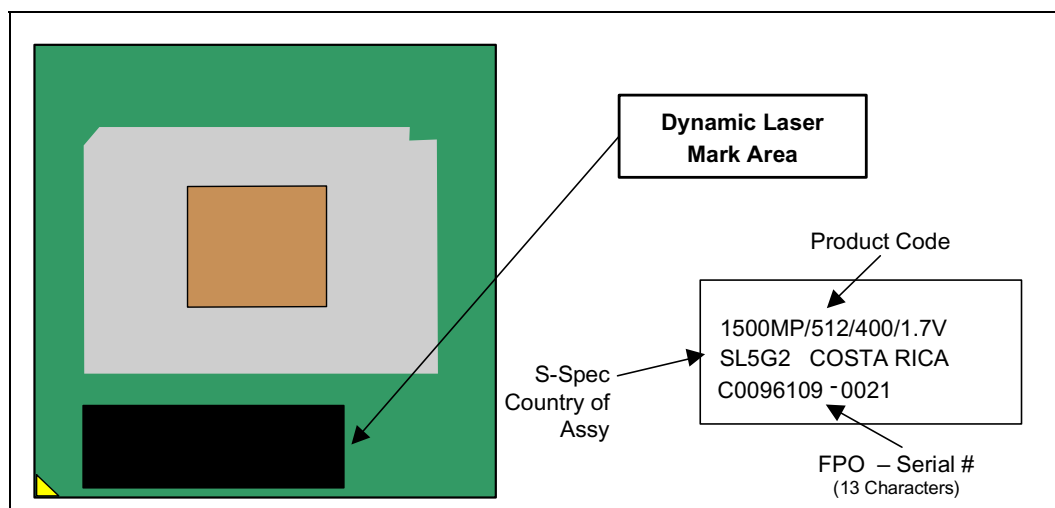 Dynamic Laser
Mark Area
Product Code
1500MP/512/400/1.7V
SL5G2 COSTA RICA
C0096109 -0021
S-Spec
Country of
Assy
FPO – Serial #
(13 Characters)